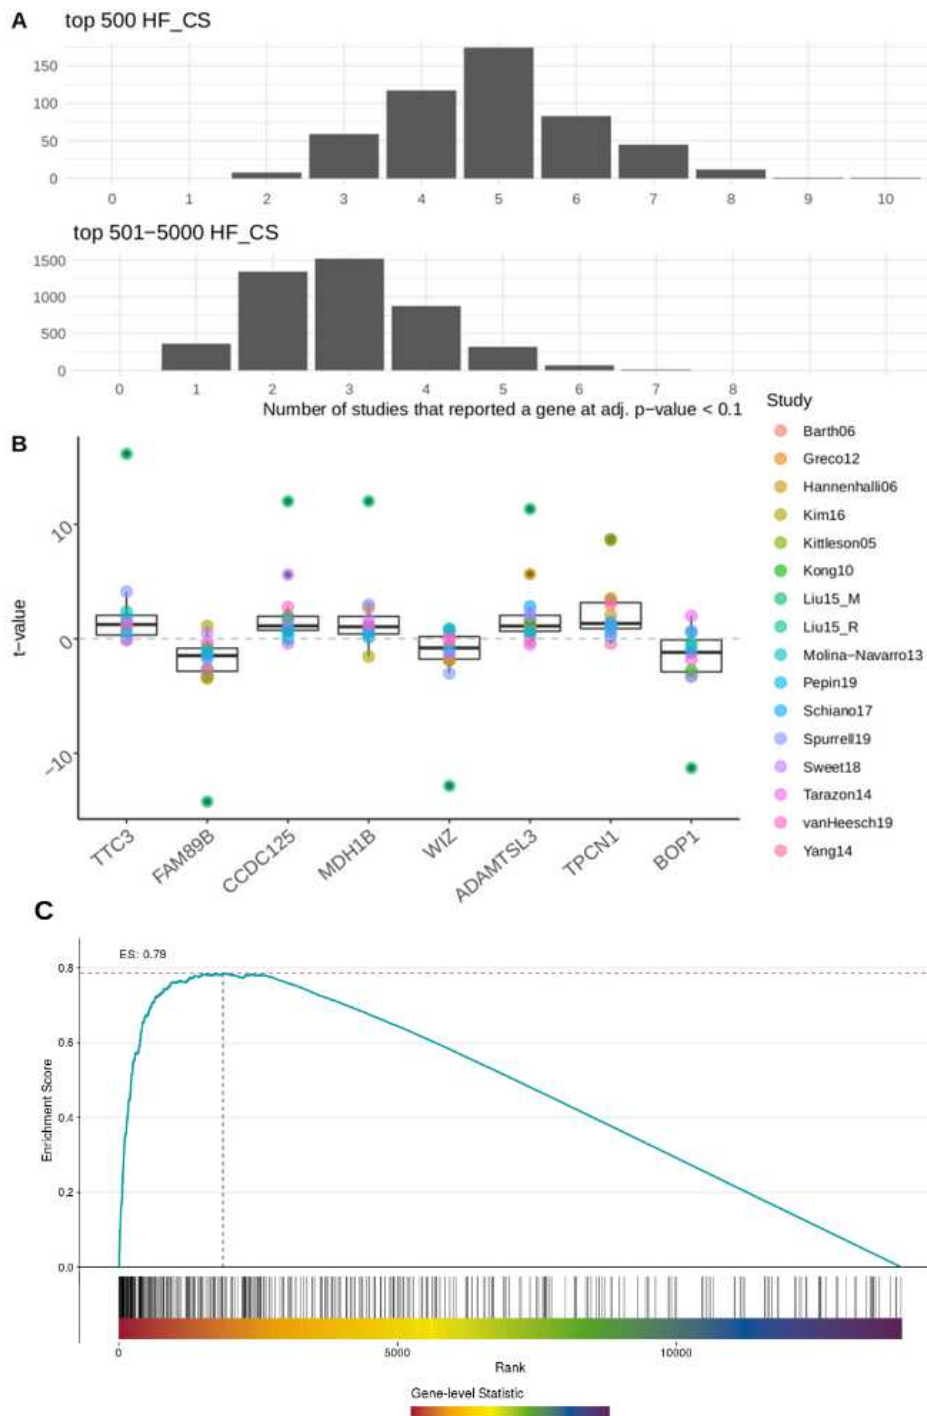 A
top 500 HF_CS
150
100
50
0
0 1 2 3 4 5 6 7 8 9 10
top 501−5000 HF_CS
1500
1000
500
0
0 1 2 3 4 5 6 7 8
Number of studies that reported a gene at adj. p−value < 0.1
B
t−value
10
0
−10
TTC3 FAM89B CCDC125 MDH1B WIZ ADAMTSL3 TPCN1 BOP1
Study
Barth06
Greco12
Hannenhalli06
Kim16
Kittleson05
Kong10
Liu15_M
Liu15_R
Molina−Navarro13
Pepin19
Schiano17
Spurrell19
Sweet18
Tarazon14
vanHeesch19
Yang14
C
ES: 0.79
Enrichment Score
0.8
0.6
0.4
0.2
0.0
0 5000 10000
Rank
Gene-level Statistic